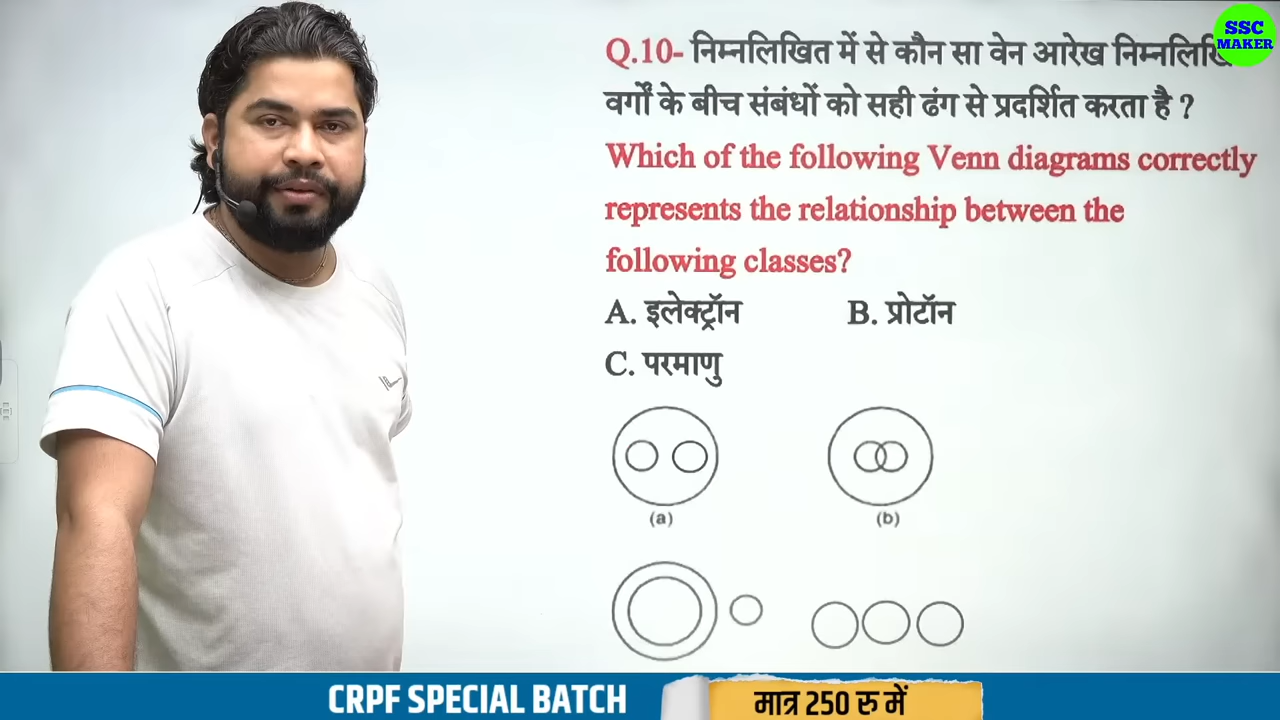 SSC
MAKER
Q.10- निम्नलिखित में से कौन सा वेन आरेख
वर्गों के बीच संबंधों को सही ढंग से प्रदर्शित करता है ?
Which of the following Venn diagrams correctly
represents the relationship between the
following classes?
A. इलेक्ट्रॉन B. प्रोटॉन
C. परमाणु
(a) (b)
CRPF SPECIAL BATCH मात्र 250 रु में